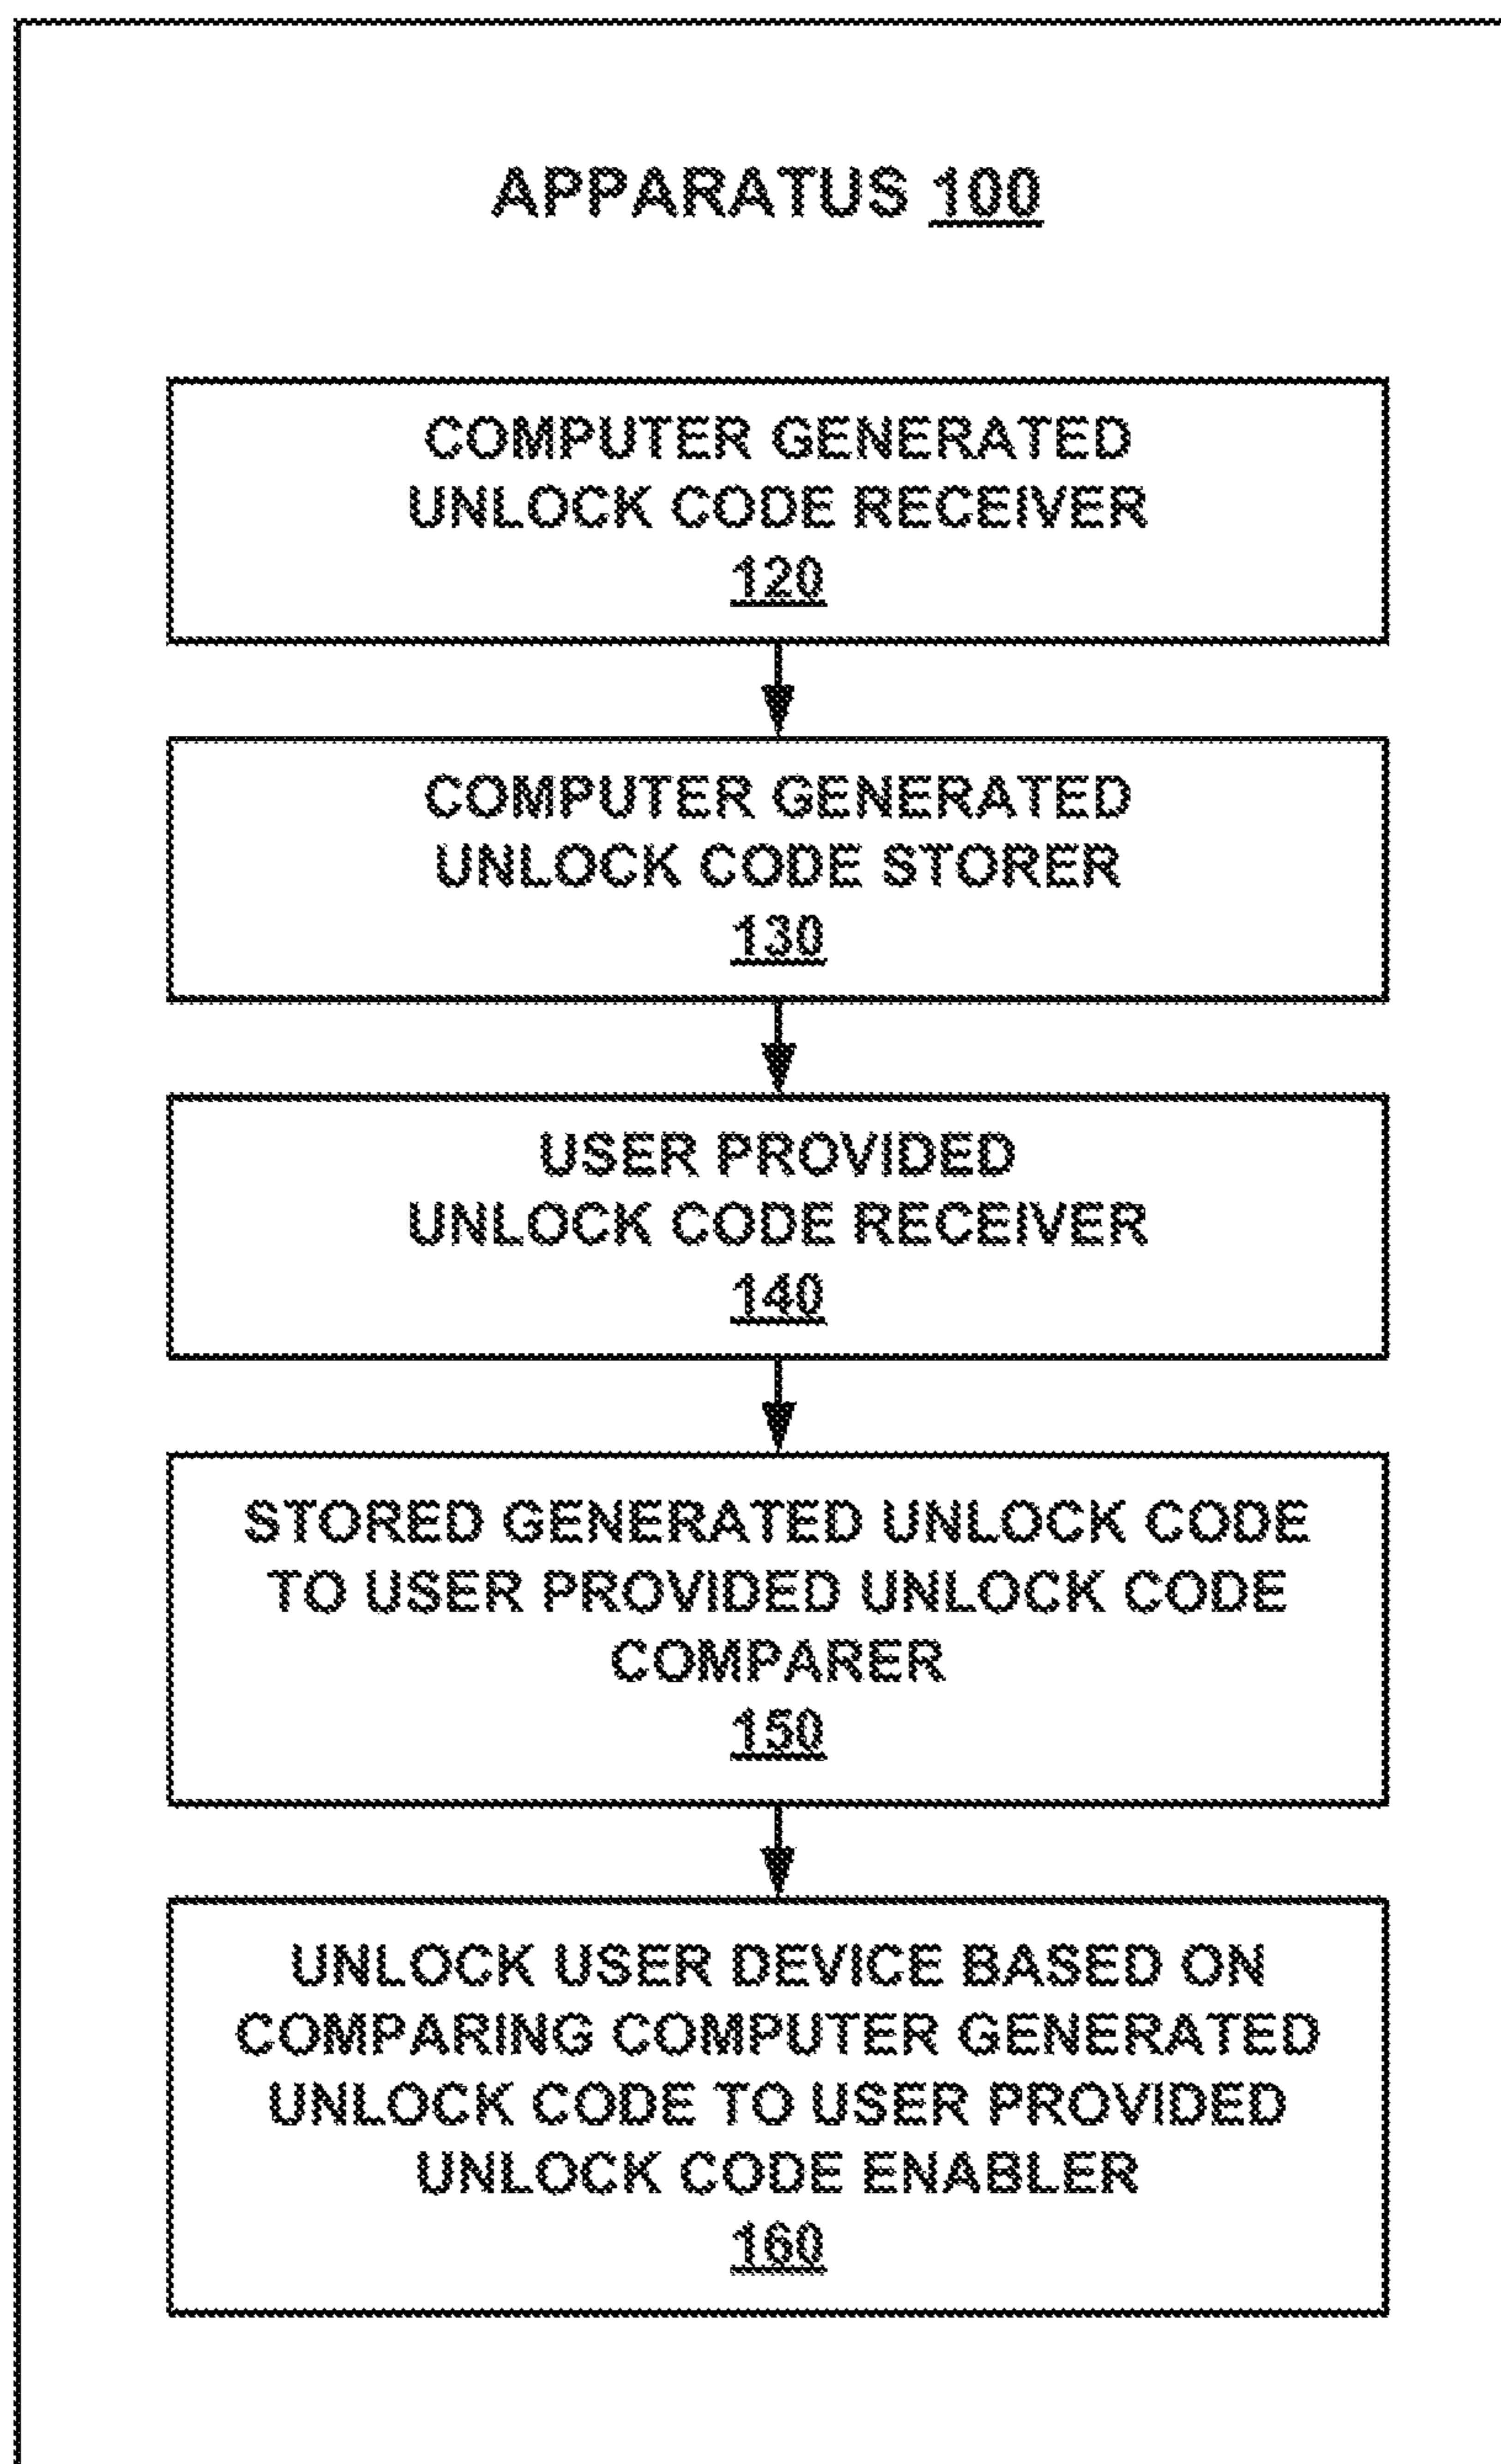 APPARATUS 100
COMPUTER GENERATED
UNLOCK CODE RECEIVER
120
COMPUTER GENERATED
UNLOCK CODE STORER
130
USER PROVIDED
UNLOCK CODE RECEIVER
140
STORED GENERATED UNLOCK CODE
TO USER PROVIDED UNLOCK CODE
COMPARER
150
UNLOCK USER DEVICE BASED ON
COMPARING COMPUTER GENERATED
UNLOCK CODE TO USER PROVIDED
UNLOCK CODE ENABLER
160